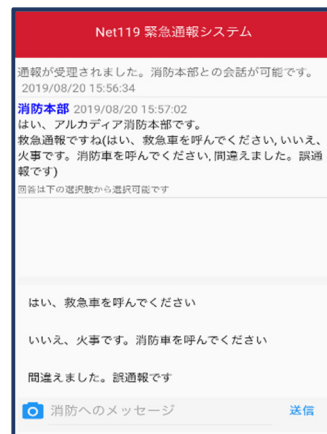 Net119 緊急通報システム
通報が受理されました。消防本部との会話が可能です。
2019/08/20 15:56:34
消防本部 2019/08/20 15:57:02
はい、アルカディア消防本部です。
救急通報ですね(はい、救急車を呼んでください, いいえ、
火事です。消防車を呼んでください, 間違えました。誤通
報です)
回答は下の選択肢から選択可能です
はい、救急車を呼んでください
いいえ、火事です。消防車を呼んでください
間違えました。誤通報です
消防へのメッセージ
送信